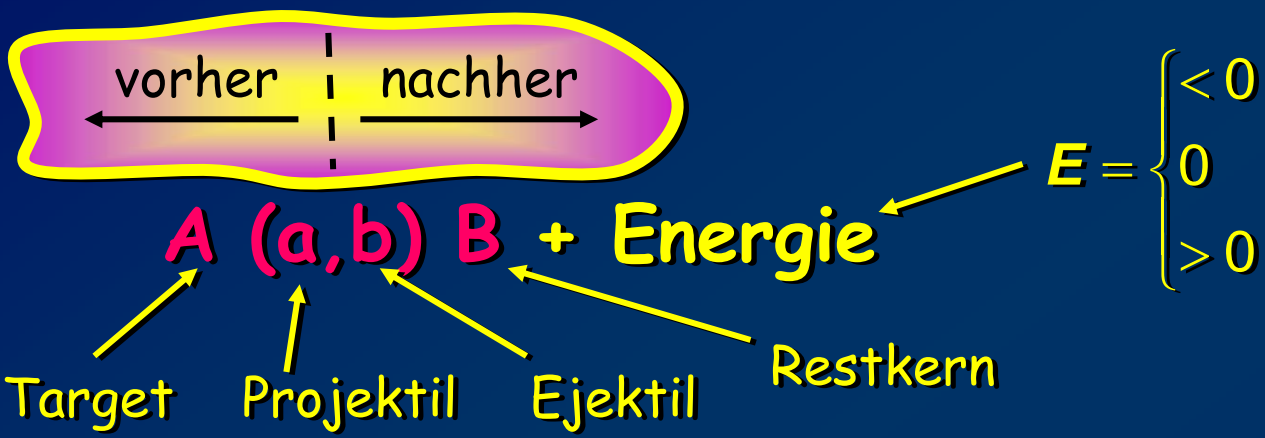 vorher nachher
E = { < 0
0
> 0
A (a,b) B + Energie
Target Projektil Ejektil Restkern